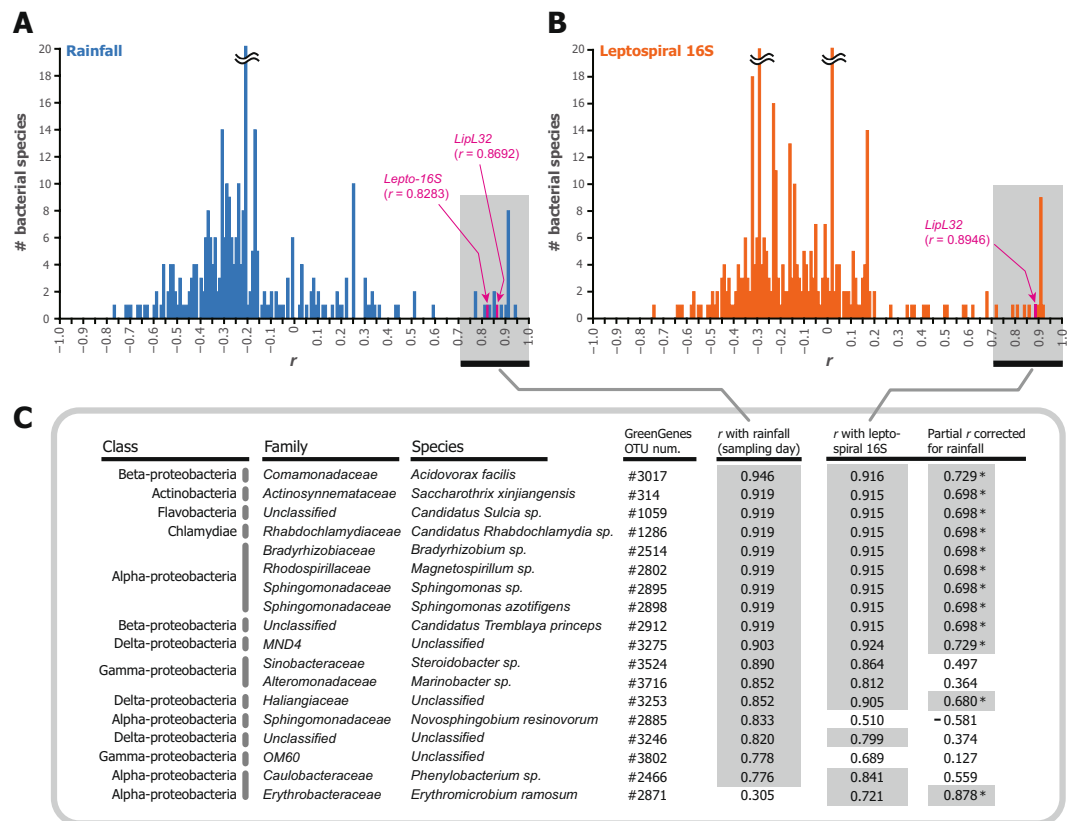 A
Rainfall
# bacterial species
20
18
16
14
12
10
8
6
4
2
0
LipL32
(r = 0.8692)
Lepto-16S
(r = 0.8283)
−1.0
−0.9
−0.8
−0.7
−0.6
−0.5
−0.4
−0.3
−0.2
−0.1
0
0.1
0.2
0.3
0.4
0.5
0.6
0.7
0.8
0.9
1.0
r
B
Leptospiral 16S
# bacterial species
20
18
16
14
12
10
8
6
4
2
0
LipL32
(r = 0.8946)
−1.0
−0.9
−0.8
−0.7
−0.6
−0.5
−0.4
−0.3
−0.2
−0.1
0
0.1
0.2
0.3
0.4
0.5
0.6
0.7
0.8
0.9
1.0
r
C
Class Family Species GreenGenes OTU num. r with rainfall (sampling day) r with lepto-spiral 16S Partial r corrected for rainfall
Beta-proteobacteria Comamonadaceae Acidovorax facilis #3017 0.946 0.916 0.729 *
Actinobacteria Actinosynnemataceae Saccharothrix xinjiangensis #314 0.919 0.915 0.698 *
Flavobacteria Unclassified Candidatus Sulcia sp. #1059 0.919 0.915 0.698 *
Chlamydiae Rhabdochlamydiaceae Candidatus Rhabdochlamydia sp. #1286 0.919 0.915 0.698 *
Alpha-proteobacteria Bradyrhizobiaceae Bradyrhizobium sp. #2514 0.919 0.915 0.698 *
Rhodospirillaceae Magnetospirillum sp. #2802 0.919 0.915 0.698 *
Sphingomonadaceae Sphingomonas sp. #2895 0.919 0.915 0.698 *
Sphingomonadaceae Sphingomonas azotifigens #2898 0.919 0.915 0.698 *
Beta-proteobacteria Unclassified Candidatus Tremblaya princeps #2912 0.919 0.915 0.698 *
Delta-proteobacteria MND4 Unclassified #3275 0.903 0.924 0.729 *
Gamma-proteobacteria Sinobacteraceae Steroidobacter sp. #3524 0.890 0.864 0.497
Alteromonadaceae Marinobacter sp. #3716 0.852 0.812 0.364
Delta-proteobacteria Haliangiaceae Unclassified #3253 0.852 0.905 0.680 *
Alpha-proteobacteria Sphingomonadaceae Novosphingobium resinovorum #2885 0.833 0.510 −0.581
Delta-proteobacteria Unclassified Unclassified #3246 0.820 0.799 0.374
Gamma-proteobacteria OM60 Unclassified #3802 0.778 0.689 0.127
Alpha-proteobacteria Caulobacteraceae Phenylobacterium sp. #2466 0.776 0.841 0.559
Alpha-proteobacteria Erythrobacteraceae Erythromicrobium ramosum #2871 0.305 0.721 0.878 *